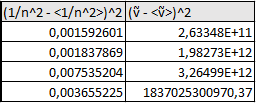 (1/n^2 - <1/n^2>)^2 (ṽ - <ṽ>)^2
0,001592601 2,63348E+11
0,001837869 1,98273E+12
0,007535204 3,26499E+12
0,003655225 1837025300970,37